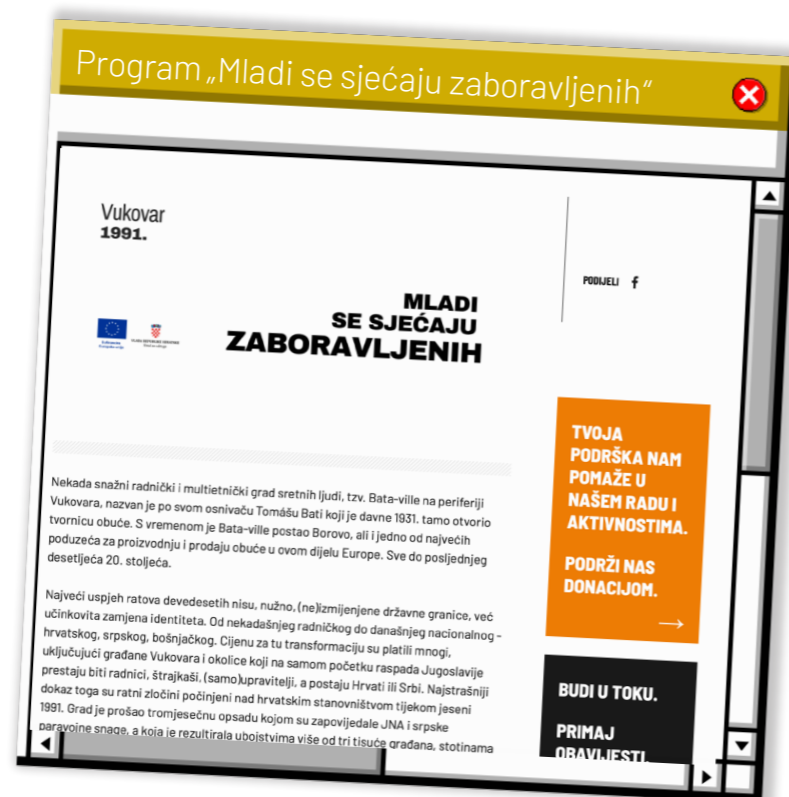 Program „Mladi se sjećaju zaboravljenih“
Vukovar
1991.
PODIJELI
MLADI
SE SJEĆAJU
ZABORAVLJENIH
Nekada snažni radnički i multietnički grad sretnih ljudi, tzv. Bata-ville na periferiji
Vukovara, nazvan je po svom osnivaču Tomášu Bati koji je davne 1931. tamo otvorio
tvornicu obuće. S vremenom je Bata-ville postao Borovo, ali i jedno od najvećih
poduzeća za proizvodnju i prodaju obuće u ovom dijelu Europe. Sve do posljednjeg
desetljeća 20. stoljeća.
Najveći uspjeh ratova devedesetih nisu, nužno, (ne)izmijenjene državne granice, već
učinkovita zamjena identiteta. Od nekadašnjeg radničkog do današnjeg nacionalnog -
hrvatskog, srpskog, bošnjačkog. Cijenu za tu transformaciju su platili mnogi,
uključujući građane Vukovara i okolice koji na samom početku raspada Jugoslavije
prestaju biti radnici, štrajkaši, (samo)upravitelji, a postaju Hrvati ili Srbi. Najstrašniji
dokaz toga su ratni zločini počinjeni nad hrvatskim stanovništvom tijekom jeseni
1991. Grad je prošao tromjesečnu opsadu kojom su zapovijedale JNA i srpske
paravojne snage, a koja je rezultirala ubojstvima više od tri tisuće građana, stotinama
TVOJA
PODRŠKA NAM
POMAŽE U
NAŠEM RADU I
AKTIVNOSTIMA.
PODRŽI NAS
DONACIJOM.
→
BUDI U TOKU.
PRIMAJ
OBAVIJESTI.